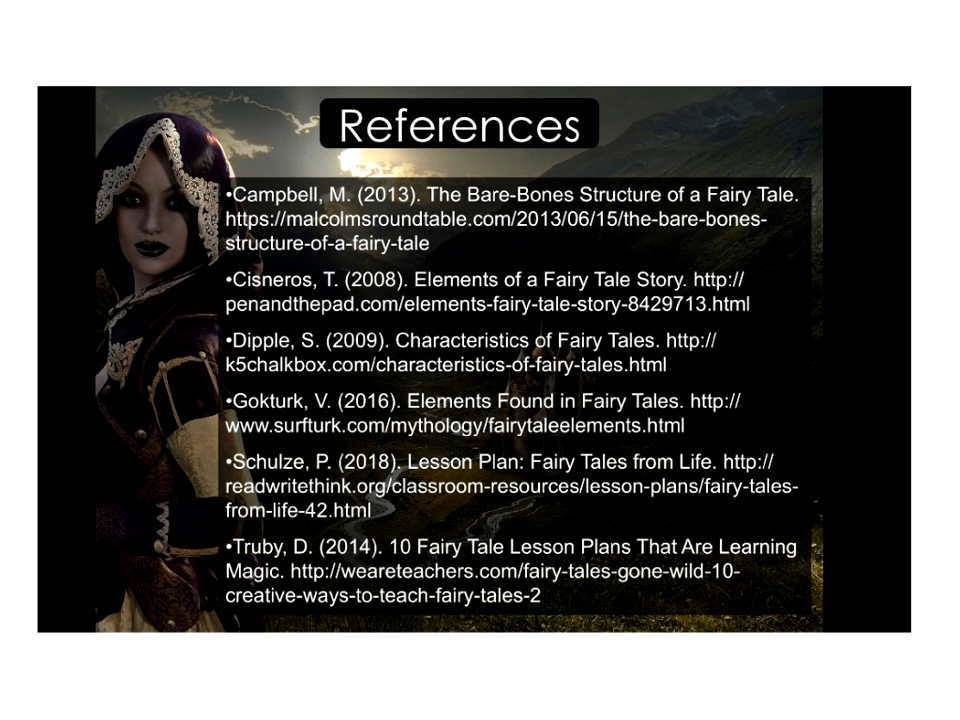 References
•Campbell, M. (2013). The Bare-Bones Structure of a Fairy Tale.
https://malcolmsroundtable.com/2013/06/15/the-bare-bones-
structure-of-a-fairy-tale
•Cisneros, T. (2008). Elements of a Fairy Tale Story. http://
penandthepad.com/elements-fairy-tale-story-8429713.html
•Dipple, S. (2009). Characteristics of Fairy Tales. http://
k5chalkbox.com/characteristics-of-fairy-tales.html
•Gokturk, V. (2016). Elements Found in Fairy Tales. http://
www.surfturk.com/mythology/fairytaleelements.html
•Schulze, P. (2018). Lesson Plan: Fairy Tales from Life. http://
readwritethink.org/classroom-resources/lesson-plans/fairy-tales-
from-life-42.html
•Truby, D. (2014). 10 Fairy Tale Lesson Plans That Are Learning
Magic. http://weareteachers.com/fairy-tales-gone-wild-10-
creative-ways-to-teach-fairy-tales-2